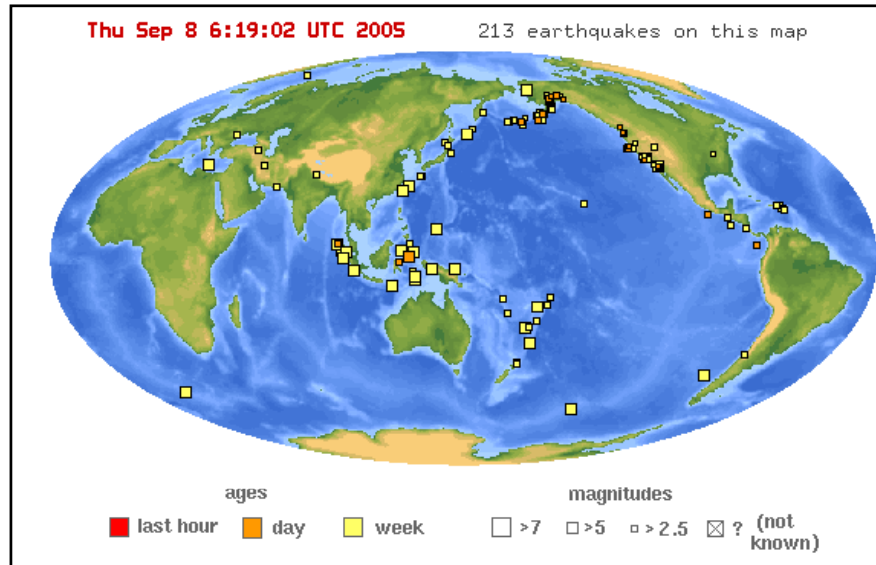 Thu Sep 8 6:19:02 UTC 2005 213 earthquakes on this map
ages magnitudes
last hour day week >7 >5 >2.5 ? (not
known)